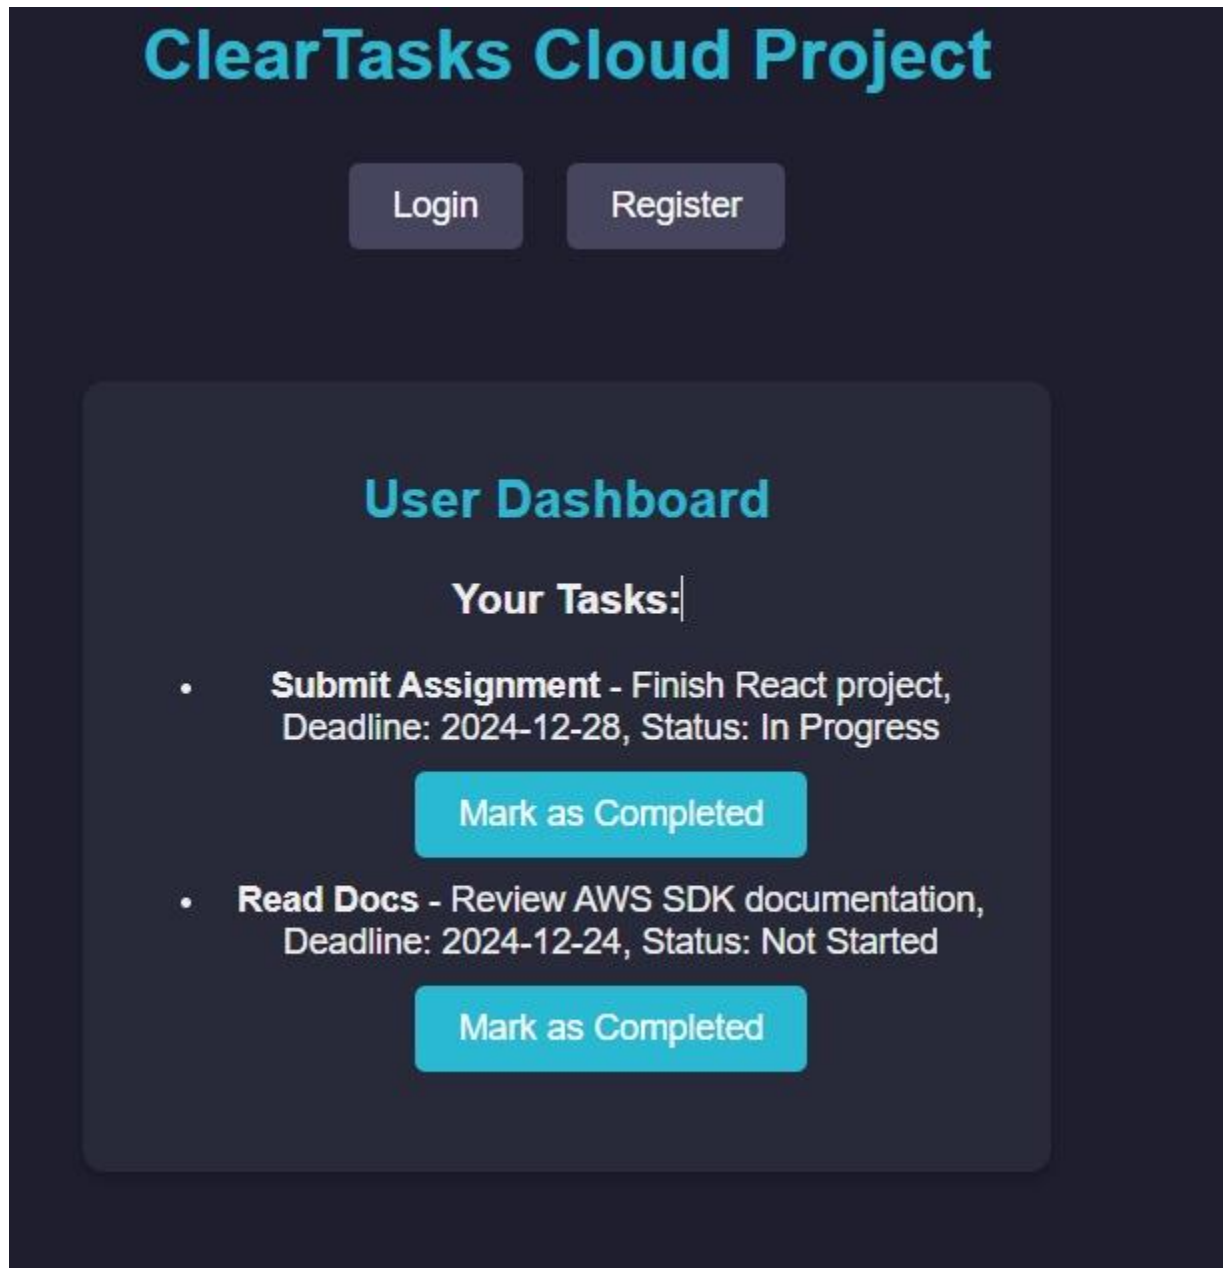 ClearTasks Cloud Project
Login
Register
User Dashboard
Your Tasks:
Submit Assignment - Finish React project,
Deadline: 2024-12-28, Status: In Progress
Mark as Completed
Read Docs - Review AWS SDK documentation,
Deadline: 2024-12-24, Status: Not Started
Mark as Completed